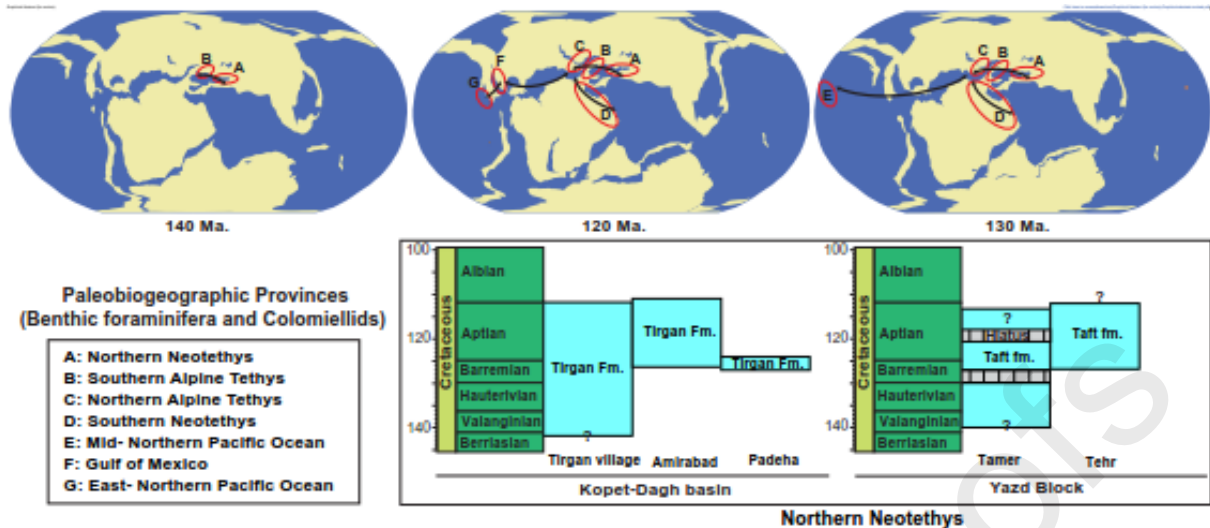 B
A
C
B
A
F
G
D
C
B
A
E
D
140 Ma.
120 Ma.
130 Ma.
Paleobiogeographic Provinces
(Benthic foraminifera and Colomiellids)
A: Northern Neotethys
B: Southern Alpine Tethys
C: Northern Alpine Tethys
D: Southern Neotethys
E: Mid- Northern Pacific Ocean
F: Gulf of Mexico
G: East- Northern Pacific Ocean
100
120
140
Cretaceous
Albian
Aptian
Barremian
Hauterivian
Valanginian
Berriasian
Tirgan Fm.
?
Tirgan Fm.
Tirgan Fm.
Tirgan village
Amirabad
Padeha
Kopet-Dagh basin
100
120
140
Cretaceous
Albian
Aptian
Barremian
Hauterivian
Valanginian
Berriasian
?
Hiatus
Taft fm.
?
?
Taft fm.
Tamer
Tehr
Yazd Block
Northern Neotethys
ofs